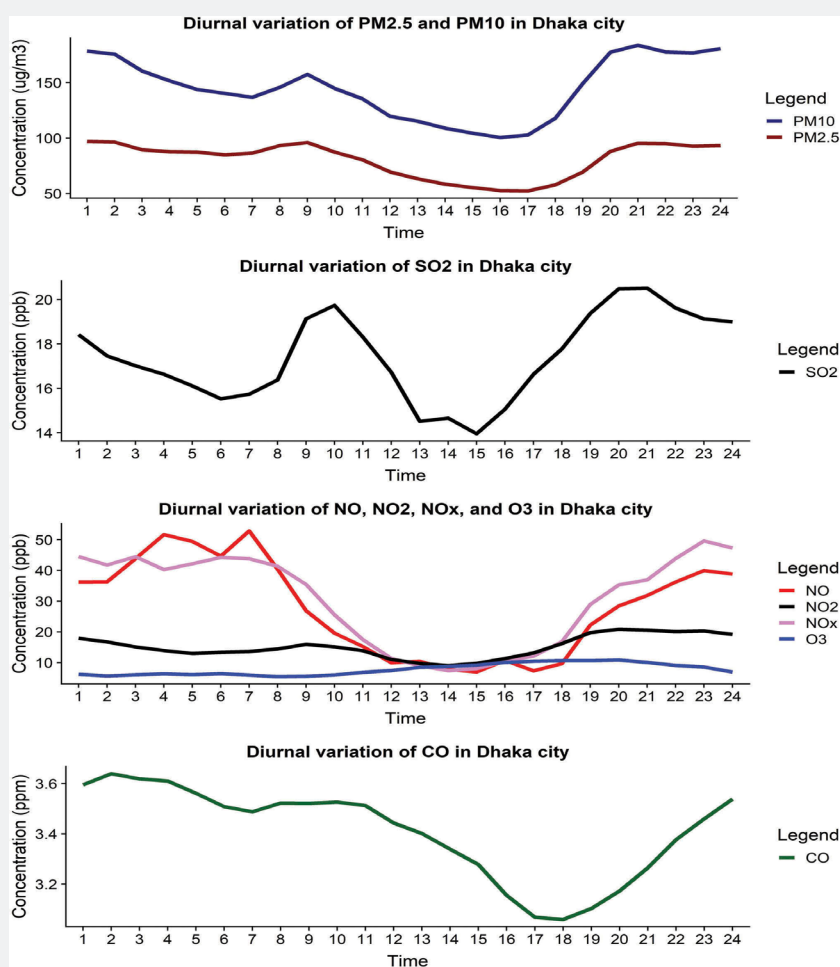 Diurnal variation of PM2.5 and PM10 in Dhaka city
Concentration (ug/m3)
150
100
50
1 2 3 4 5 6 7 8 9 10 11 12 13 14 15 16 17 18 19 20 21 22 23 24
Time
Legend
PM10
PM2.5
Diurnal variation of SO2 in Dhaka city
Concentration (ppb)
20
18
16
14
1 2 3 4 5 6 7 8 9 10 11 12 13 14 15 16 17 18 19 20 21 22 23 24
Time
Legend
SO2
Diurnal variation of NO, NO2, NOx, and O3 in Dhaka city
Concentration (ppb)
50
40
30
20
10
1 2 3 4 5 6 7 8 9 10 11 12 13 14 15 16 17 18 19 20 21 22 23 24
Time
Legend
NO
NO2
NOx
O3
Diurnal variation of CO in Dhaka city
Concentration (ppm)
3.6
3.4
3.2
1 2 3 4 5 6 7 8 9 10 11 12 13 14 15 16 17 18 19 20 21 22 23 24
Time
Legend
CO